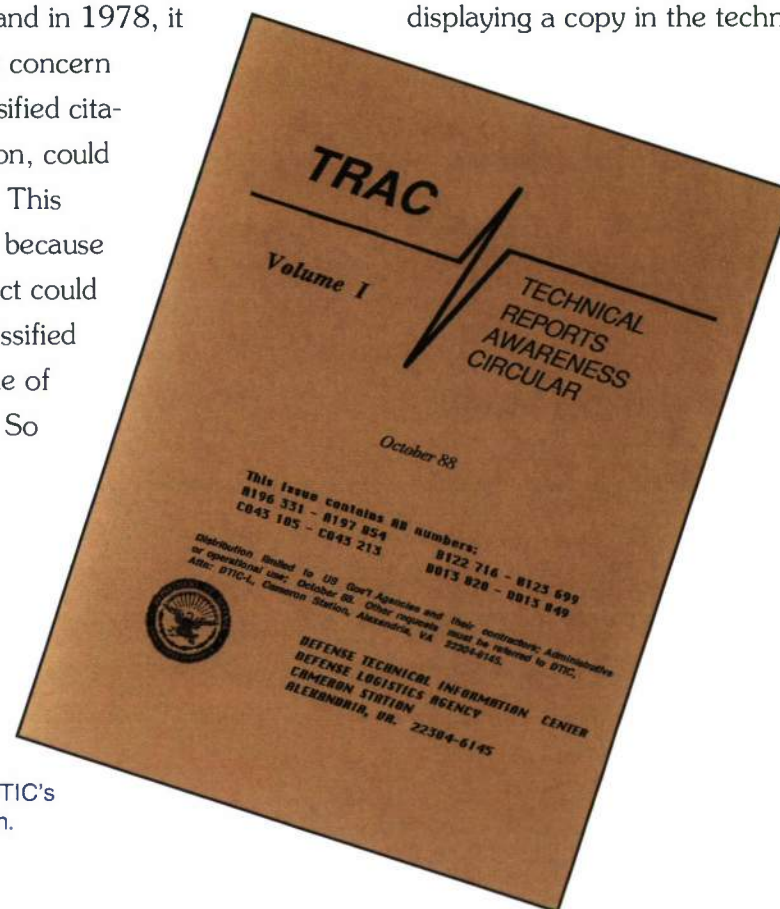 and in 1978, it
concern
sified cita-
on, could
This
because
ct could
ssified
e of
So
TIC's
n.
displaying a copy in the techn
TRAC
Volume I
TECHNICAL
REPORTS
AWARENESS
CIRCULAR
October 88
This issue contains AD numbers;
A196 331 - A197 854
B122 716 - B123 699
C043 105 - C043 213
D013 820 - D013 849
Distribution limited to US Gov't Agencies and their contractors; Administrative
or operational use; October 88. Other requests must be referred to DTIC,
Attn: DTIC-L, Cameron Station, Alexandria, VA 22304-6145.
DEFENSE TECHNICAL INFORMATION CENTER
DEFENSE LOGISTICS AGENCY
CAMERON STATION
ALEXANDRIA, VA. 22304-6145